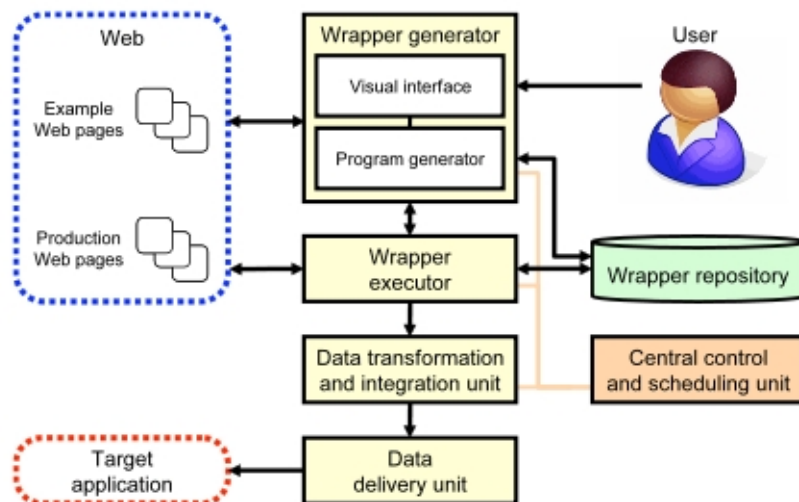 Web
Wrapper generator
User
Visual interface
Example
Web pages
Program generator
Production
Web pages
Wrapper
executor
Wrapper repository
Data transformation
and integration unit
Central control
and scheduling unit
Target
application
Data
delivery unit